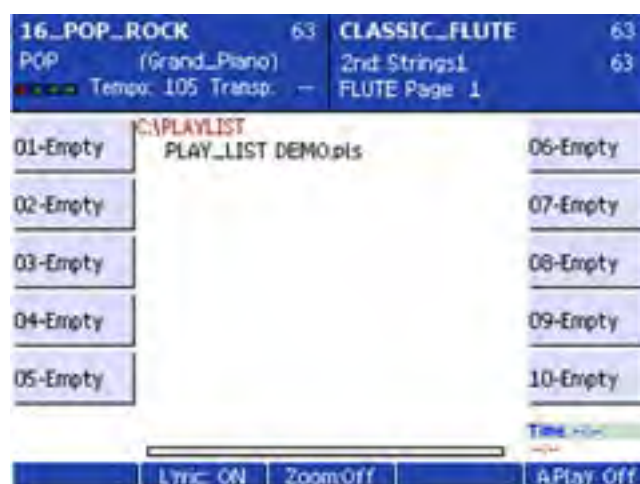 16_POP_ROCK 63
POP (Grand_Piano)
Tempo: 105 Transp: --
CLASSIC_FLUTE 63
2nd Strings1 63
FLUTE Page 1
C:\PLAYLIST
PLAY_LIST DEMO.pls
01-Empty
02-Empty
03-Empty
04-Empty
05-Empty
06-Empty
07-Empty
08-Empty
09-Empty
10-Empty
Time --:--
--:--
Lyric: ON Zoom:Off APlay Off